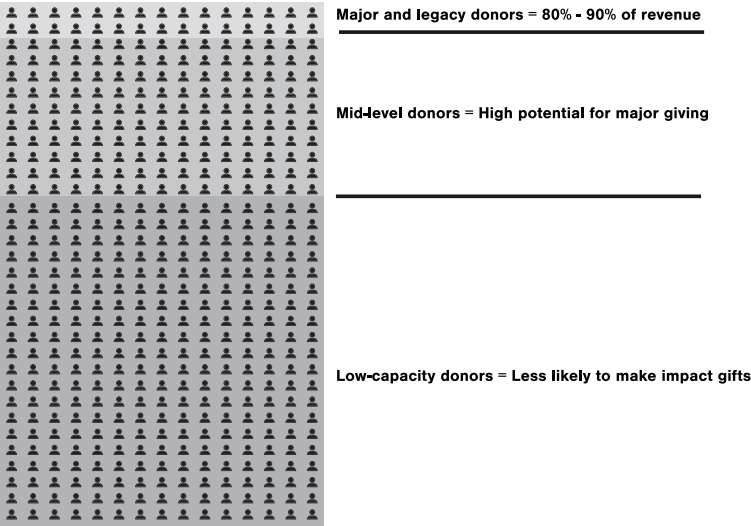 Major and legacy donors = 80% - 90% of revenue
Mid-level donors = High potential for major giving
Low-capacity donors = Less likely to make impact gifts